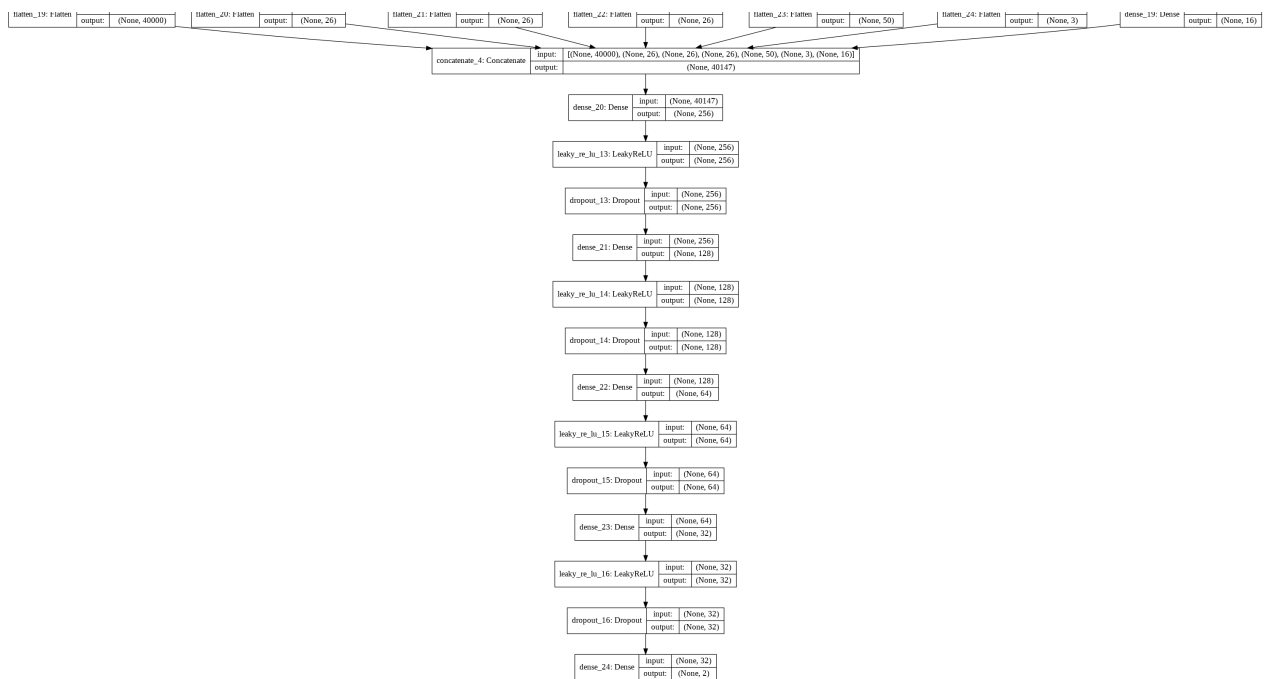 flatten_19: Flatten output: (None, 40000)
flatten_20: Flatten output: (None, 26)
flatten_21: Flatten output: (None, 26)
flatten_22: Flatten output: (None, 26)
flatten_23: Flatten output: (None, 50)
flatten_24: Flatten output: (None, 3)
dense_19: Dense output: (None, 16)
concatenate_4: Concatenate
input: [(None, 40000), (None, 26), (None, 26), (None, 26), (None, 50), (None, 3), (None, 16)]
output: (None, 40147)
dense_20: Dense
input: (None, 40147)
output: (None, 256)
leaky_re_lu_13: LeakyReLU
input: (None, 256)
output: (None, 256)
dropout_13: Dropout
input: (None, 256)
output: (None, 256)
dense_21: Dense
input: (None, 256)
output: (None, 128)
leaky_re_lu_14: LeakyReLU
input: (None, 128)
output: (None, 128)
dropout_14: Dropout
input: (None, 128)
output: (None, 128)
dense_22: Dense
input: (None, 128)
output: (None, 64)
leaky_re_lu_15: LeakyReLU
input: (None, 64)
output: (None, 64)
dropout_15: Dropout
input: (None, 64)
output: (None, 64)
dense_23: Dense
input: (None, 64)
output: (None, 32)
leaky_re_lu_16: LeakyReLU
input: (None, 32)
output: (None, 32)
dropout_16: Dropout
input: (None, 32)
output: (None, 32)
dense_24: Dense
input: (None, 32)
output: (None, 2)